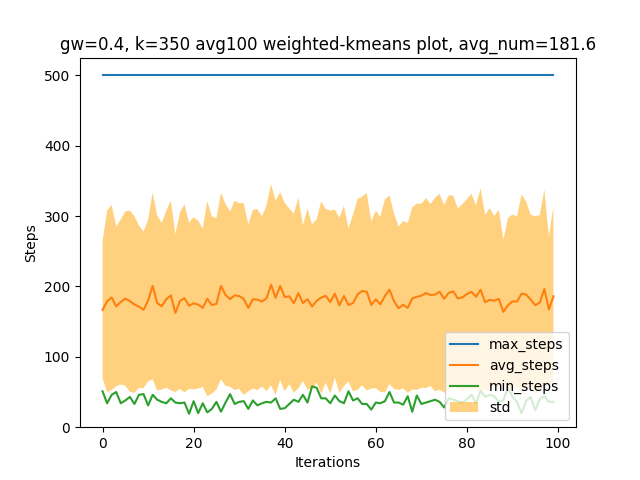 gw=0.4, k=350 avg100 weighted-kmeans plot, avg_num=181.6
500
400
300
200
100
0
Steps
max_steps
avg_steps
min_steps
std
0
20
40
60
80
100
Iterations